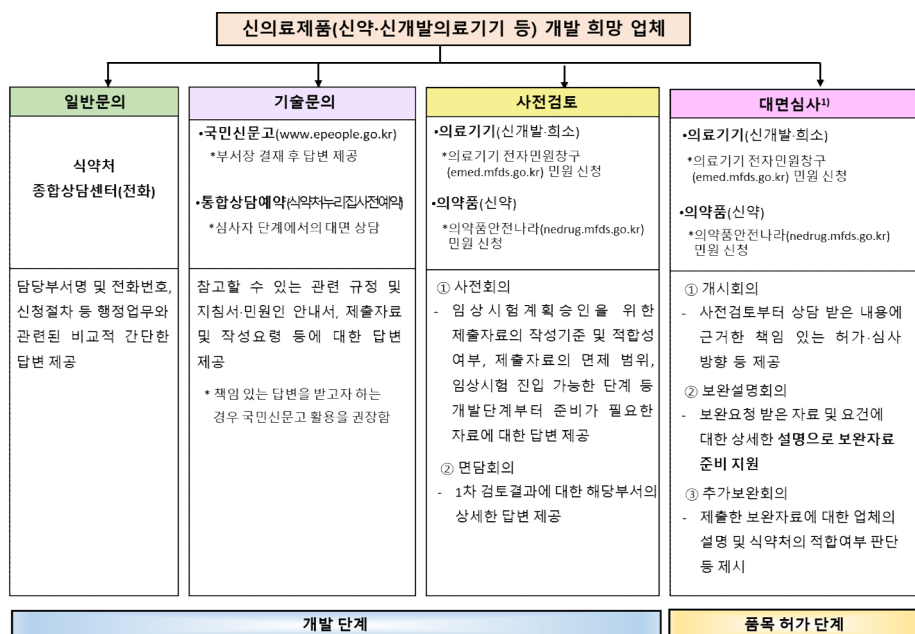 신의료제품(신약·신개발의료기기 등) 개발 희망 업체
일반문의
식약처
종합상담센터(전화)
담당부서명 및 전화번호,
신청절차 등 행정업무와
관련된 비교적 간단한
답변 제공
기술문의
•국민신문고(www.epeople.go.kr)
*부서장 결재 후 답변 제공
•통합상담예약(식약처누리집사전예약)
*심사자 단계에서의 대면 상담
참고할 수 있는 관련 규정 및
지침서·민원인 안내서, 제출자료
및 작성요령 등에 대한 답변
제공
* 책임 있는 답변을 받고자 하는
경우 국민신문고 활용을 권장함
사전검토
•의료기기(신개발·희소)
*의료기기 전자민원창구
(emed.mfds.go.kr) 민원 신청
•의약품(신약)
*의약품안전나라(nedrug.mfds.go.kr)
민원 신청
① 사전회의
- 임상시험계획승인을 위한
제출자료의 작성기준 및 적합성
여부, 제출자료의 면제 범위,
임상시험 진입 가능한 단계 등
개발단계부터 준비가 필요한
자료에 대한 답변 제공
② 면담회의
- 1차 검토결과에 대한 해당부서의
상세한 답변 제공
대면심사1)
•의료기기(신개발·희소)
*의료기기 전자민원창구
(emed.mfds.go.kr) 민원 신청
•의약품(신약)
*의약품안전나라(nedrug.mfds.go.kr)
민원 신청
① 개시회의
- 사전검토부터 상담 받은 내용에
근거한 책임 있는 허가·심사
방향 등 제공
② 보완설명회의
- 보완요청 받은 자료 및 요건에
대한 상세한 설명으로 보완자료
준비 지원
③ 추가보완회의
- 제출한 보완자료에 대한 업체의
설명 및 식약처의 적합여부 판단
등 제시
개발 단계
품목 허가 단계